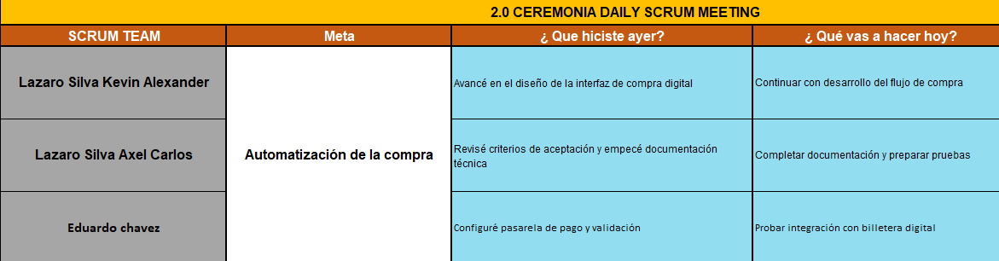 2.0 CEREMONIA DAILY SCRUM MEETING
SCRUM TEAM Meta ¿ Que hiciste ayer? ¿ Qué vas a hacer hoy?
Lazaro Silva Kevin Alexander Avancé en el diseño de la interfaz de compra digital Continuar con desarrollo del flujo de compra
Lazaro Silva Axel Carlos Automatización de la compra Revisé criterios de aceptación y empecé documentación
técnica Completar documentación y preparar pruebas
Eduardo chavez Configuré pasarela de pago y validación Probar integración con billetera digital